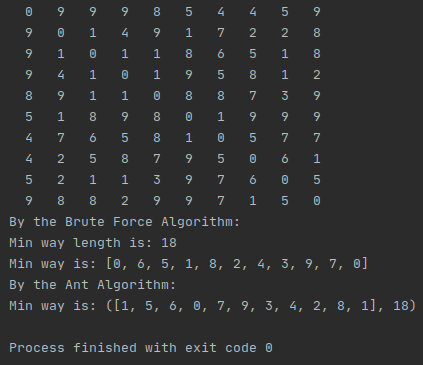 0 9 9 9 8 5 4 4 5 9
9 0 1 4 9 1 7 2 2 8
9 1 0 1 1 8 6 5 1 8
9 4 1 0 1 9 5 8 1 2
8 9 1 1 0 8 8 7 3 9
5 1 8 9 8 0 1 9 9 9
4 7 6 5 8 1 0 5 7 7
4 2 5 8 7 9 5 0 6 1
5 2 1 1 3 9 7 6 0 5
9 8 8 2 9 9 7 1 5 0
By the Brute Force Algorithm:
Min way length is: 18
Min way is: [0, 6, 5, 1, 8, 2, 4, 3, 9, 7, 0]
By the Ant Algorithm:
Min way is: ([1, 5, 6, 0, 7, 9, 3, 4, 2, 8, 1], 18)
Process finished with exit code 0